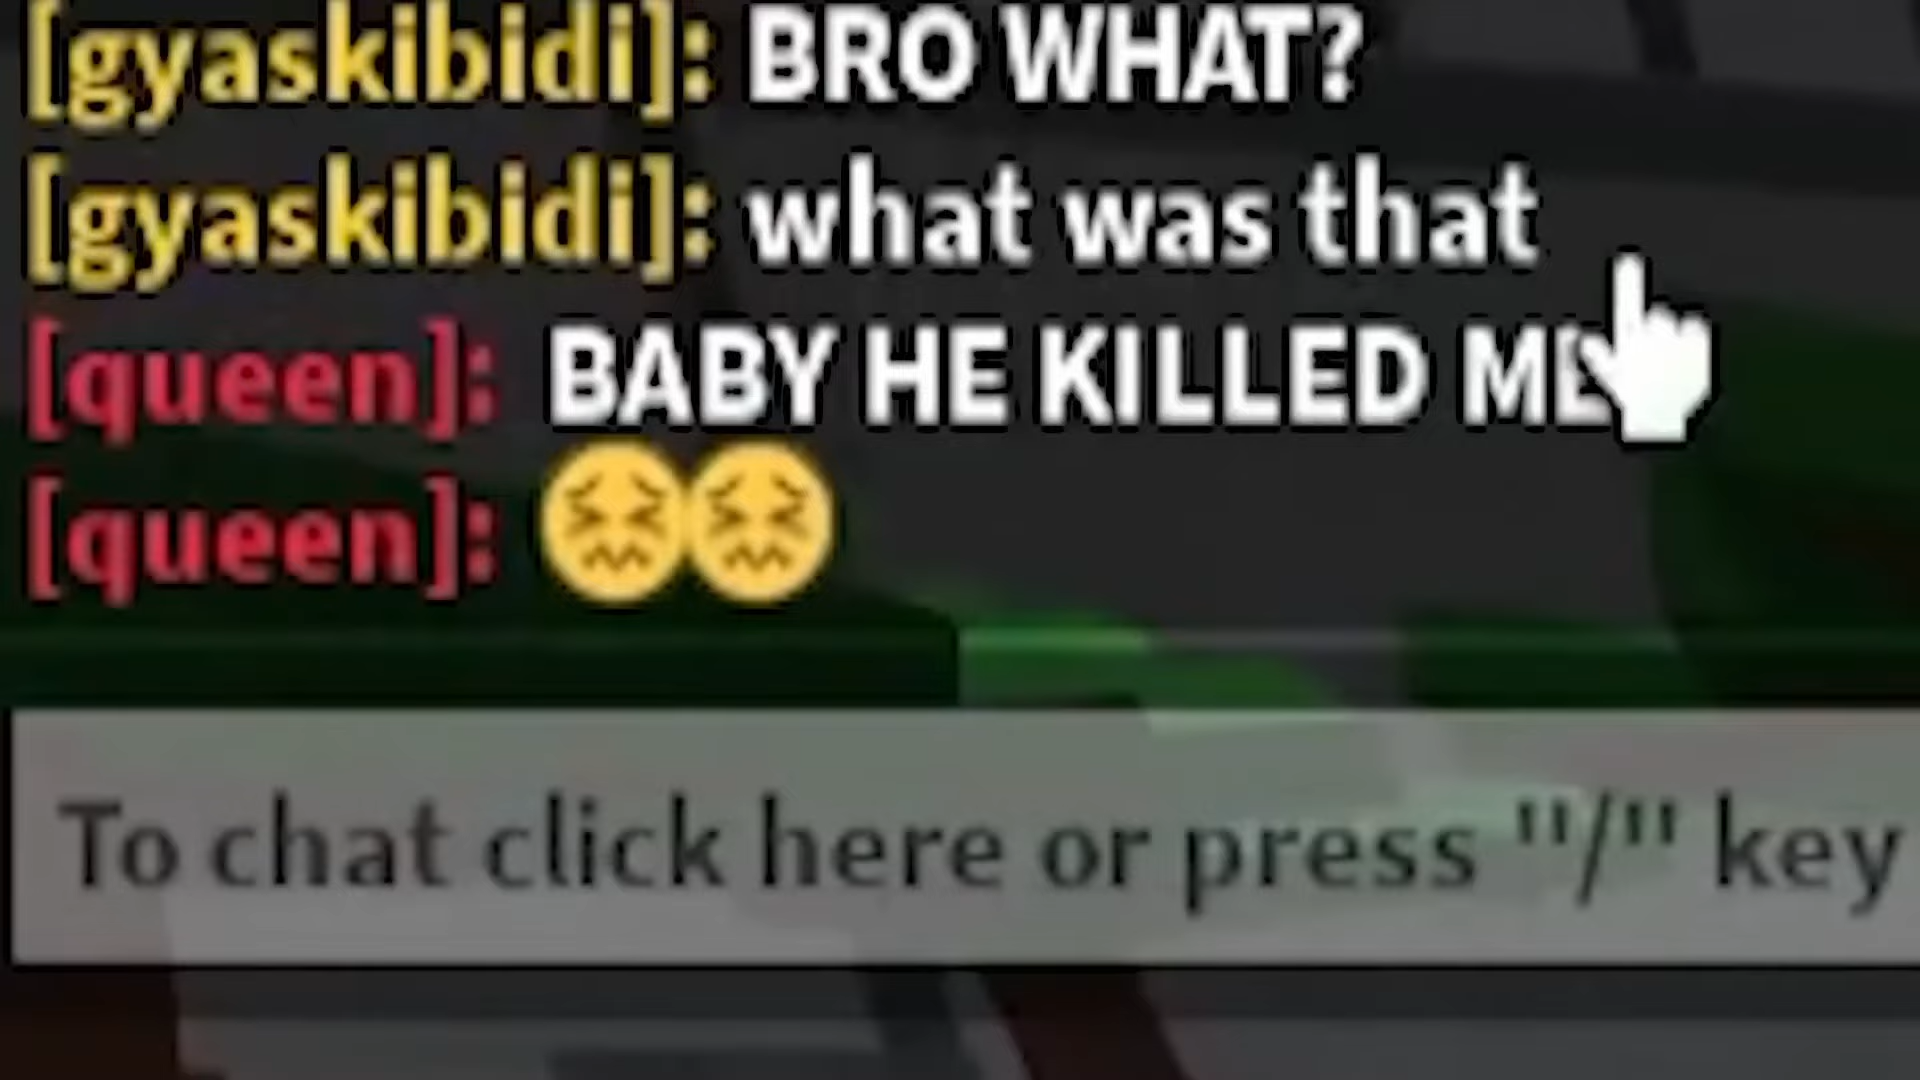 [gyaskibidi]: BRO WHAT?
[gyaskibidi]: what was that
[queen]: BABY HE KILLED ME
[queen]: 😖😖
To chat click here or press "/" key